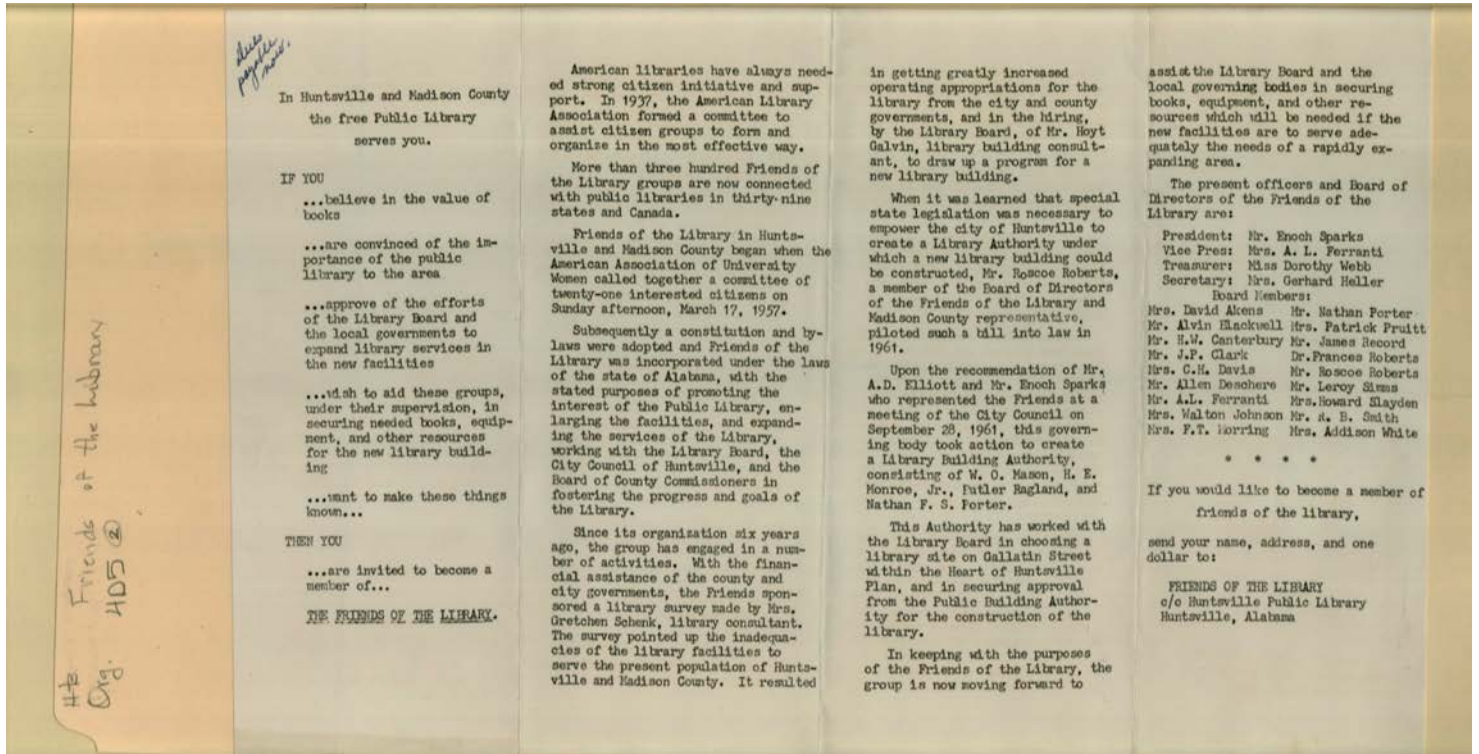 Hts. Friends of the Library
Org. 4D5 ②
dues
payable
now.
In Huntsville and Madison County
the free Public Library
serves you.
IF YOU
...believe in the value of
books
...are convinced of the im-
portance of the public
library to the area
...approve of the efforts
of the Library Board and
the local governments to
expand library services in
the new facilities
...wish to aid these groups,
under their supervision, in
securing needed books, equip-
ment, and other resources
for the new library build-
ing
...want to make these things
known...
THEN YOU
...are invited to become a
member of...
THE FRIENDS OF THE LIBRARY.
American libraries have always need-
ed strong citizen initiative and sup-
port. In 1937, the American Library
Association formed a committee to
assist citizen groups to form and
organize in the most effective way.
More than three hundred Friends of
the Library groups are now connected
with public libraries in thirty-nine
states and Canada.
Friends of the Library in Hunts-
ville and Madison County began when the
American Association of University
Women called together a committee of
twenty-one interested citizens on
Sunday afternoon, March 17, 1957.
Subsequently a constitution and by-
laws were adopted and Friends of the
Library was incorporated under the laws
of the state of Alabama, with the
stated purposes of promoting the
interest of the Public Library, en-
larging the facilities, and expand-
ing the services of the Library,
working with the Library Board, the
City Council of Huntsville, and the
Board of County Commissioners in
fostering the progress and goals of
the Library.
Since its organization six years
ago, the group has engaged in a num-
ber of activities. With the finan-
cial assistance of the county and
city governments, the Friends spon-
sored a library survey made by Mrs.
Gretchen Schenk, library consultant.
The survey pointed up the inadequa-
cies of the library facilities to
serve the present population of Hunts-
ville and Madison County. It resulted
in getting greatly increased
operating appropriations for the
library from the city and county
governments, and in the hiring,
by the Library Board, of Mr. Hoyt
Galvin, library building consult-
ant, to draw up a program for a
new library building.
When it was learned that special
state legislation was necessary to
empower the city of Huntsville to
create a Library Authority under
which a new library building could
be constructed, Mr. Roscoe Roberts,
a member of the Board of Directors
of the Friends of the Library and
Madison County representative,
piloted such a bill into law in
1961.
Upon the recommendation of Mr.
A.D. Elliott and Mr. Enoch Sparks
who represented the Friends at a
meeting of the City Council on
September 28, 1961, this govern-
ing body took action to create
a Library Building Authority,
consisting of W. O. Mason, H. E.
Monroe, Jr., Butler Ragland, and
Nathan F. S. Porter.
This Authority has worked with
the Library Board in choosing a
library site on Gallatin Street
within the Heart of Huntsville
Plan, and in securing approval
from the Public Building Author-
ity for the construction of the
library.
In keeping with the purposes
of the Friends of the Library, the
group is now moving forward to
assist the Library Board and the
local governing bodies in securing
books, equipment, and other re-
sources which will be needed if the
new facilities are to serve ade-
quately the needs of a rapidly ex-
panding area.
The present officers and Board of
Directors of the Friends of the
Library are:
President: Mr. Enoch Sparks
Vice Pres: Mrs. A. L. Ferranti
Treasurer: Miss Dorothy Webb
Secretary: Mrs. Gerhard Heller
Board Members:
Mrs. David Akens Mr. Nathan Porter
Mr. Alvin Blackwell Mrs. Patrick Pruitt
Mr. H.W. Canterbury Mr. James Record
Mr. J.P. Clark Dr.Frances Roberts
Mrs. C.H. Davis Mr. Roscoe Roberts
Mr. Allen Deschere Mr. Leroy Simms
Mr. A.L. Ferranti Mrs.Howard Slayden
Mrs. Walton Johnson Mr. R. B. Smith
Mrs. F.T. Morring Mrs. Addison White
* * * *
If you would like to become a member of
friends of the library,
send your name, address, and one
dollar to:
FRIENDS OF THE LIBRARY
c/o Huntsville Public Library
Huntsville, Alabama